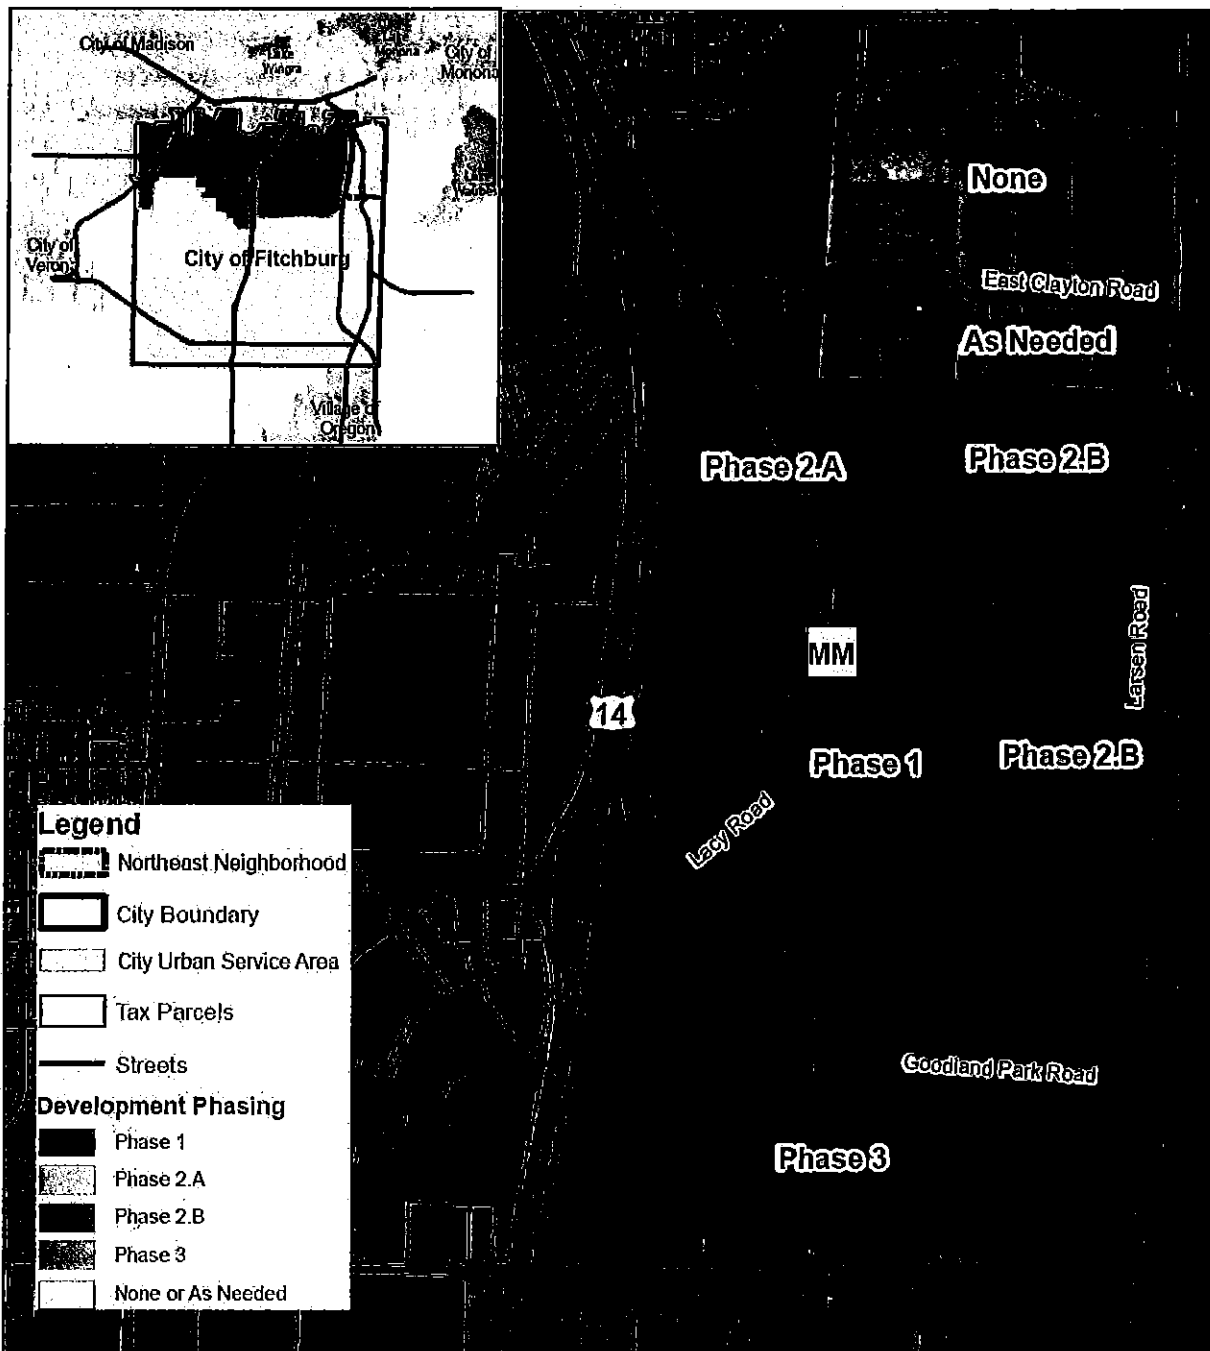 City of Madison
Lake
Wingra
Monona
City of
Monona
Lake
City of
Verona
City of Fitchburg
Village of
Oregon
None
East Clayton Road
As Needed
Phase 2.A
Phase 2.B
Larsen Road
MM
14
Phase 1
Phase 2.B
Lacy Road
Goodland Park Road
Phase 3
Legend
Northeast Neighborhood
City Boundary
City Urban Service Area
Tax Parcels
Streets
Development Phasing
Phase 1
Phase 2.A
Phase 2.B
Phase 3
None or As Needed